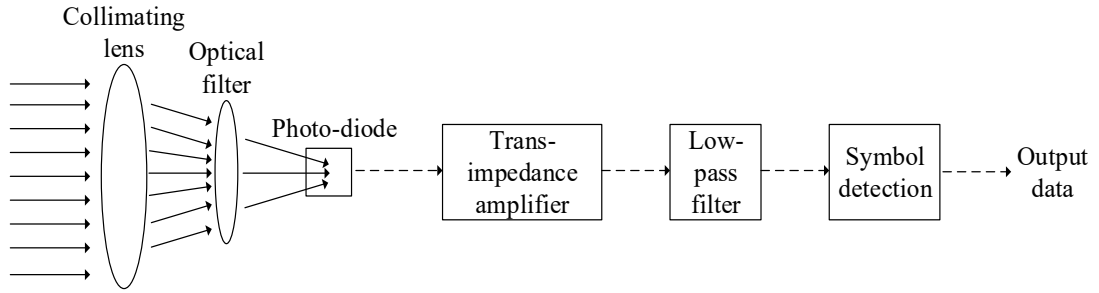 Collimating
lens
Optical
filter
Photo-diode
Trans-
impedance
amplifier
Low-
pass
filter
Symbol
detection
Output
data